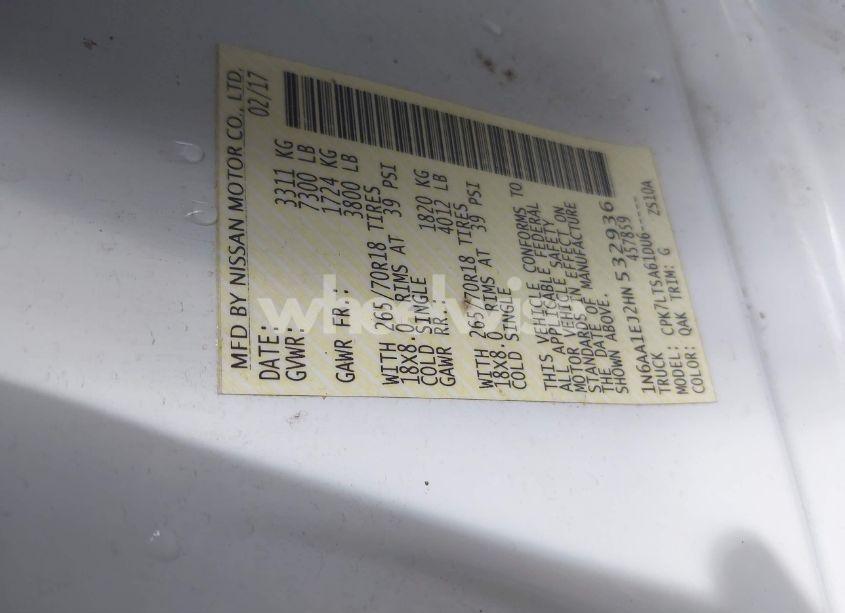 MFD BY NISSAN MOTOR CO., LTD.
DATE: 02/17
GVWR: 3311 KG
7300 LB
GAWR FR: 1724 KG
3800 LB
WITH 265/70R18 TIRES
18X8.0 RIMS AT 39 PSI
COLD SINGLE
GAWR RR: 1820 KG
4012 LB
WITH 265/70R18 TIRES
18X8.0 RIMS AT 39 PSI
COLD SINGLE
THIS VEHICLE CONFORMS TO
ALL APPLICABLE FEDERAL
MOTOR VEHICLE SAFETY
STANDARDS IN EFFECT ON
THE DATE OF MANUFACTURE
SHOWN ABOVE.
1N6AA1EJ2HN532936
TRUCK 457859
MODEL:
COLOR: QAK TRIM: G ZS10A
wheelwise